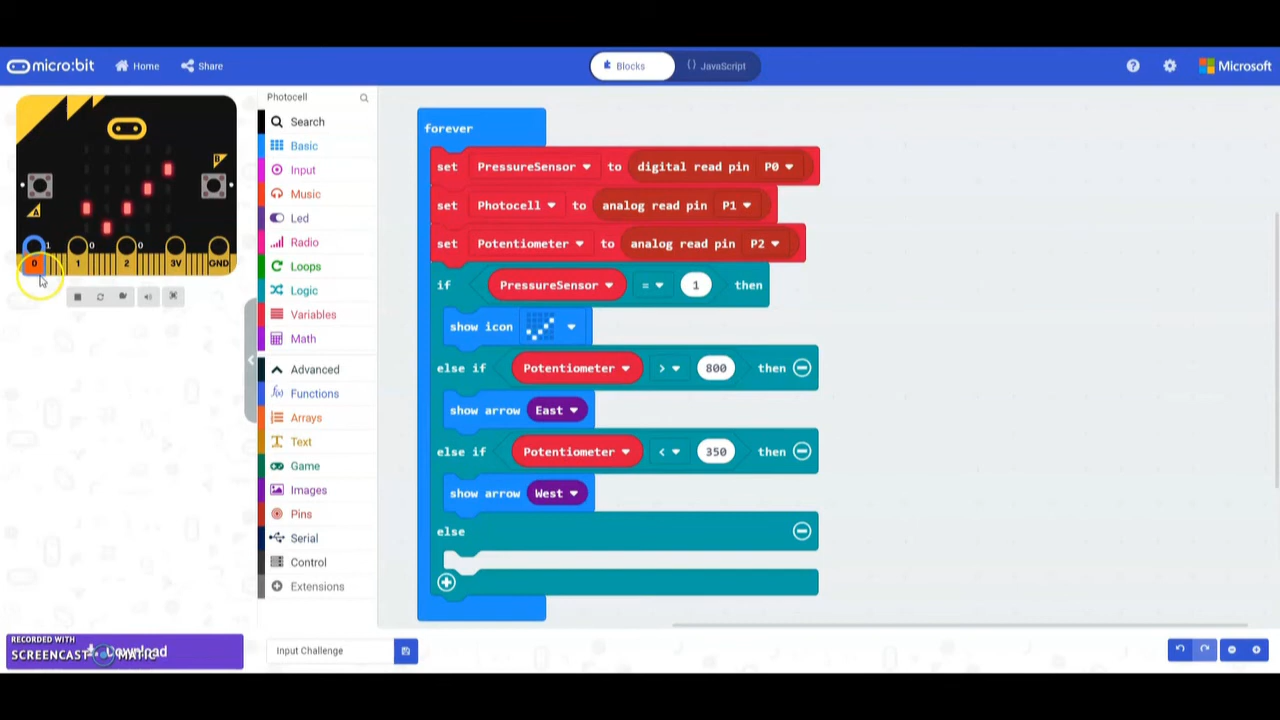 micro:bit Home Share Blocks {} JavaScript ? Microsoft
Photocell
Search
Basic
Input
Music
Led
Radio
Loops
Logic
Variables
Math
Advanced
Functions
Arrays
Text
Game
Images
Pins
Serial
Control
Extensions
A
B
1 0 0
0 1 2 3V GND
forever
set PressureSensor to digital read pin P0
set Photocell to analog read pin P1
set Potentiometer to analog read pin P2
if PressureSensor = 1 then
show icon
else if Potentiometer > 800 then
show arrow East
else if Potentiometer < 350 then
show arrow West
else
RECORDED WITH
SCREENCAST MATIC
Download
Input Challenge